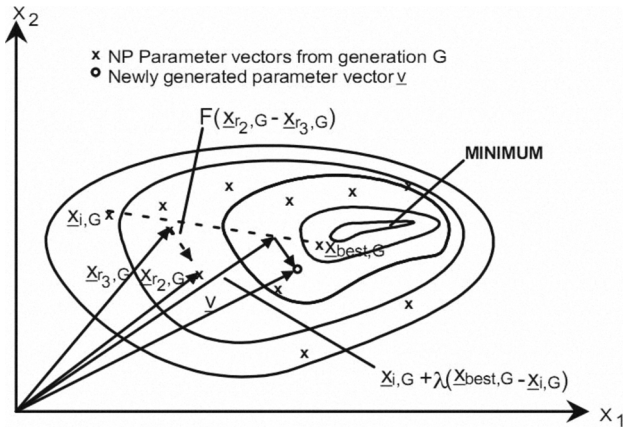 X2
x NP Parameter vectors from generation G
o Newly generated parameter vector v
F(xr2,G - xr3,G)
MINIMUM
xi,G
xbest,G
xr3,G
xr2,G
v
xi,G + λ(xbest,G - xi,G)
X1